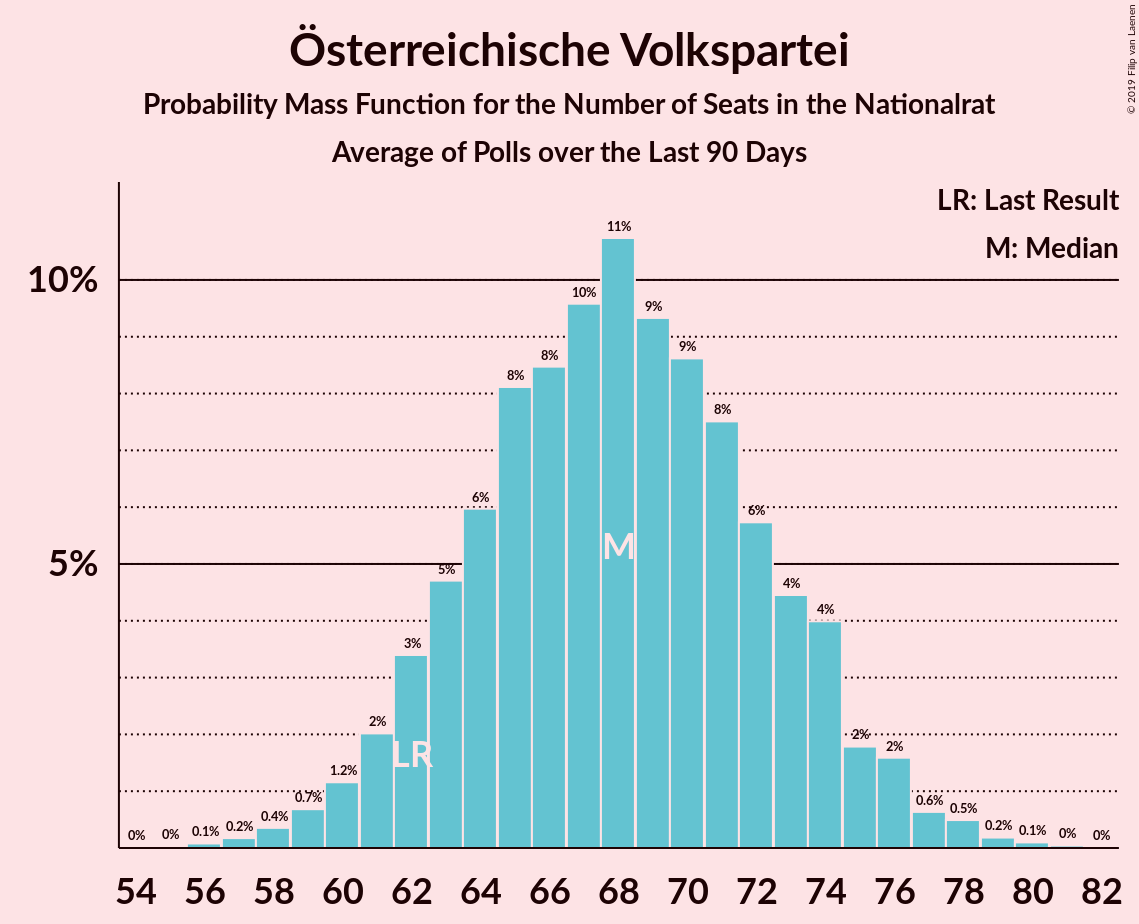 Österreichische Volkspartei
Probability Mass Function for the Number of Seats in the Nationalrat
Average of Polls over the Last 90 Days
© 2019 Filip van Laenen
LR: Last Result
M: Median
10%
5%
0% 0% 0.1% 0.2% 0.4% 0.7% 1.2% 2% 3% 5% 6% 8% 8% 10% 11% 9% 9% 8% 6% 4% 4% 2% 2% 0.6% 0.5% 0.2% 0.1% 0% 0%
M
LR
54 56 58 60 62 64 66 68 70 72 74 76 78 80 82